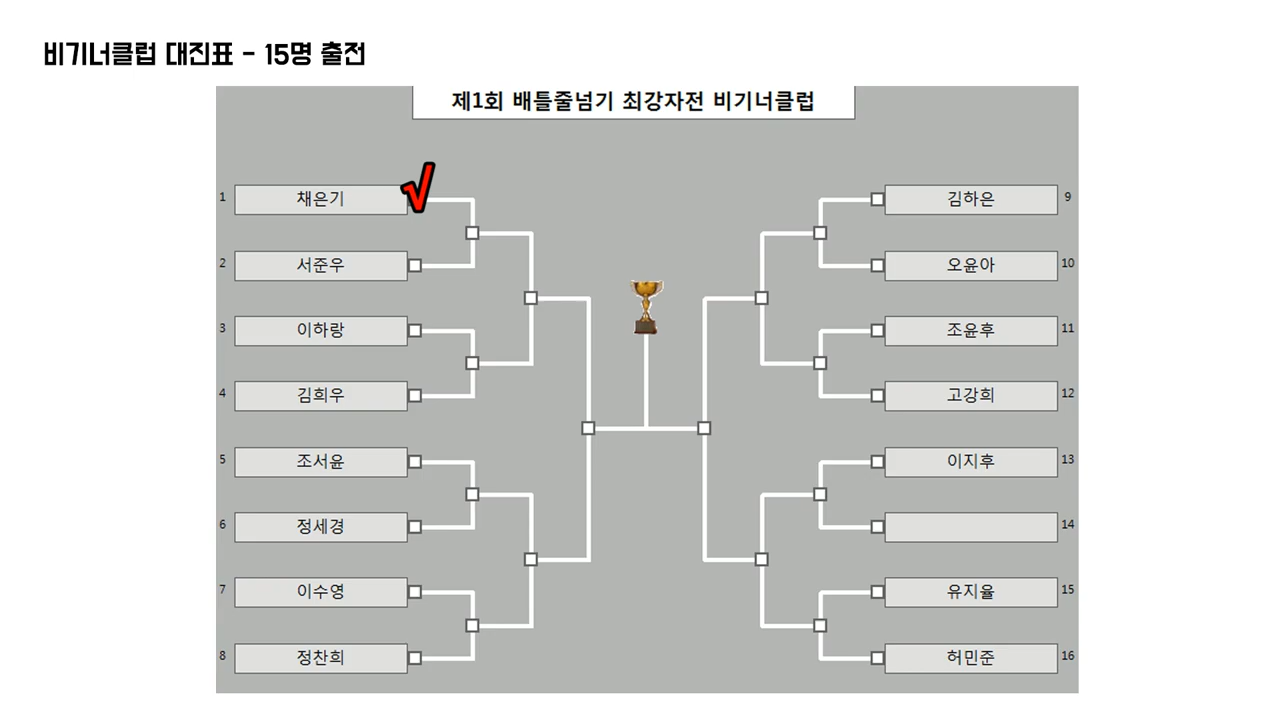 비기너클럽 대진표 - 15명 출전
제1회 배틀줄넘기 최강자전 비기너클럽
1 채은기
2 서준우
3 이하랑
4 김희우
5 조서윤
6 정세경
7 이수영
8 정찬희
김하은 9
오윤아 10
조윤후 11
고강희 12
이지후 13
14
유지율 15
허민준 16